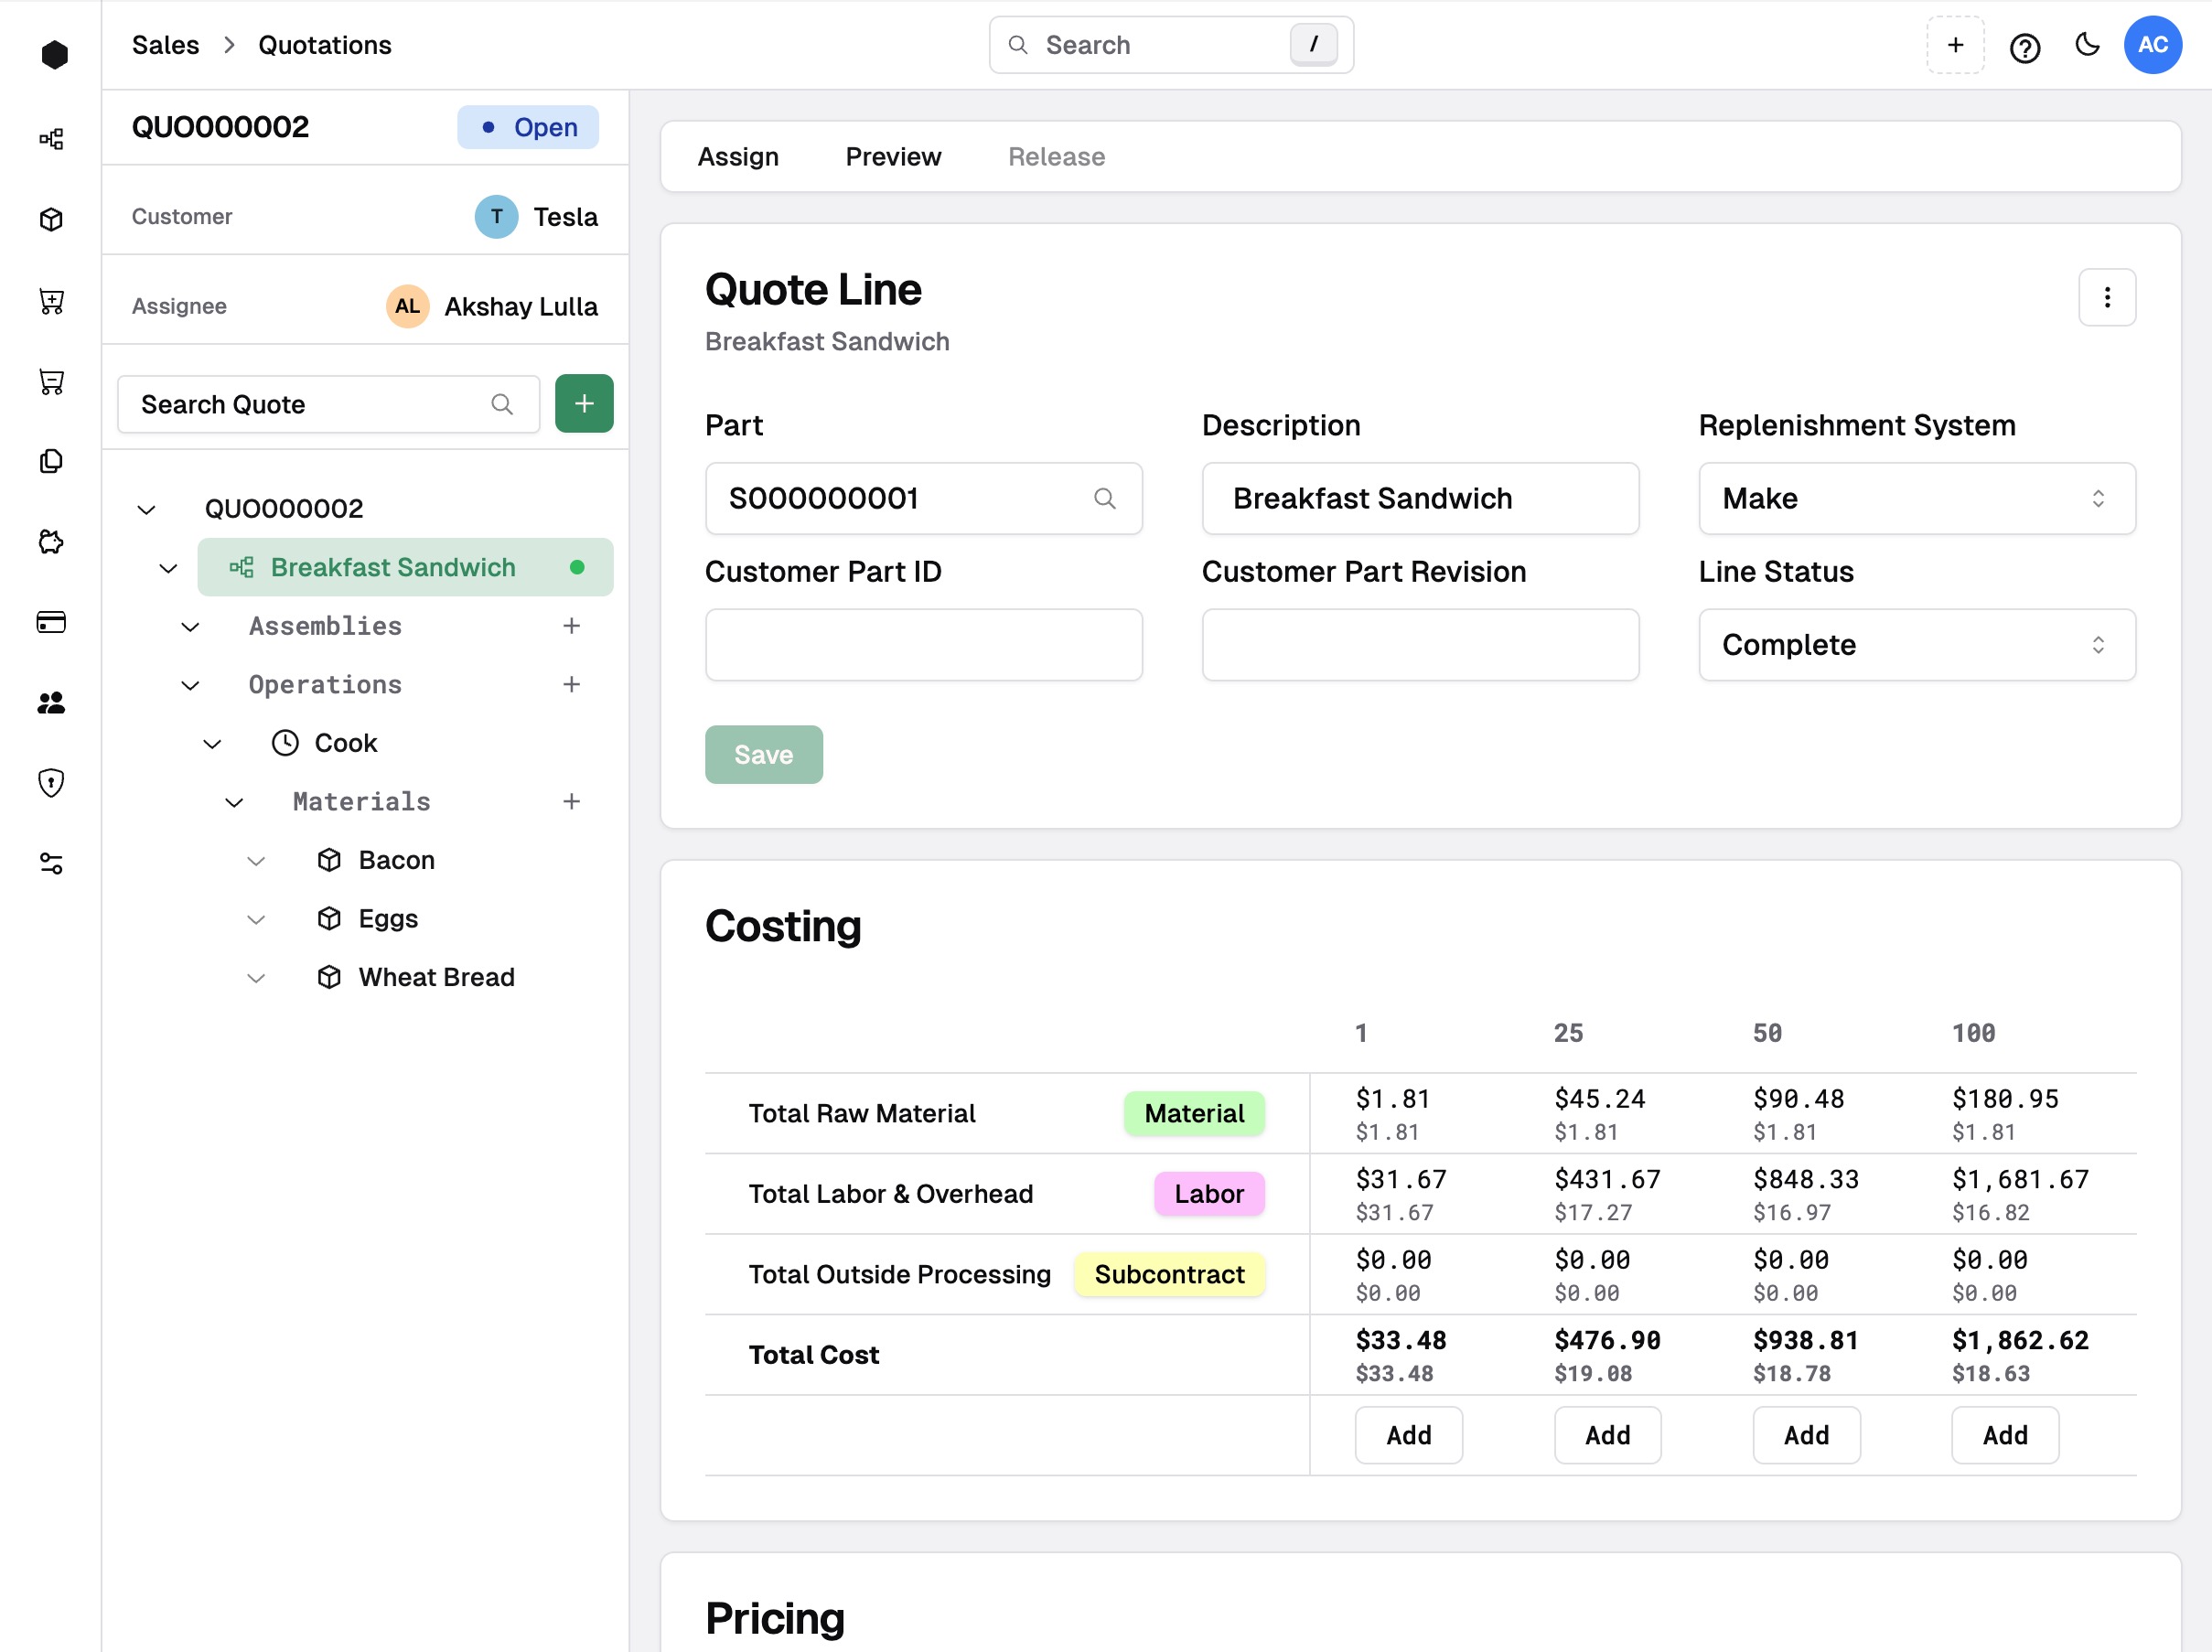 Sales > Quotations
Search /
+ ? AC
QUO000002 Open
Customer T Tesla
Assignee AL Akshay Lulla
Search Quote +
QUO000002
Breakfast Sandwich
Assemblies +
Operations +
Cook
Materials +
Bacon
Eggs
Wheat Bread
Assign Preview Release
Quote Line
Breakfast Sandwich
Part Description Replenishment System
S000000001 Breakfast Sandwich Make
Customer Part ID Customer Part Revision Line Status
Complete
Save
Costing
1 25 50 100
Total Raw Material Material $1.81 $45.24 $90.48 $180.95
$1.81 $1.81 $1.81 $1.81
Total Labor & Overhead Labor $31.67 $431.67 $848.33 $1,681.67
$31.67 $17.27 $16.97 $16.82
Total Outside Processing Subcontract $0.00 $0.00 $0.00 $0.00
$0.00 $0.00 $0.00 $0.00
Total Cost $33.48 $476.90 $938.81 $1,862.62
$33.48 $19.08 $18.78 $18.63
Add Add Add Add
Pricing